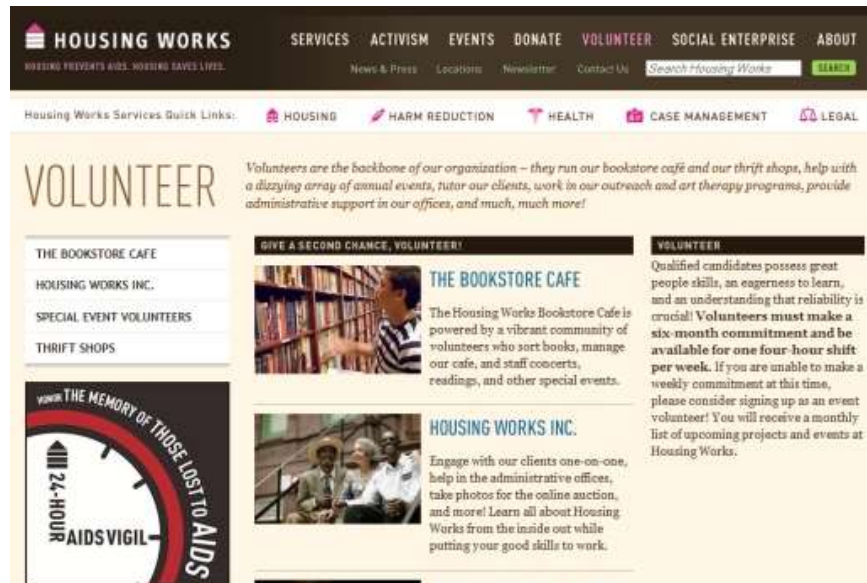 HOUSING WORKS
HOUSING PREVENTS AIDS. HOUSING SAVES LIVES.
SERVICES ACTIVISM EVENTS DONATE VOLUNTEER SOCIAL ENTERPRISE ABOUT
News & Press Locations Newsletter Contact Us Search Housing Works SEARCH
Housing Works Services Quick Links: HOUSING HARM REDUCTION HEALTH CASE MANAGEMENT LEGAL
VOLUNTEER
Volunteers are the backbone of our organization – they run our bookstore café and our thrift shops, help with
a dizzying array of annual events, tutor our clients, work in our outreach and art therapy programs, provide
administrative support in our offices, and much, much more!
THE BOOKSTORE CAFE
HOUSING WORKS INC.
SPECIAL EVENT VOLUNTEERS
THRIFT SHOPS
HONOR THE MEMORY OF THOSE LOST TO AIDS
24-HOUR
AIDS VIGIL
GIVE A SECOND CHANCE, VOLUNTEER!
THE BOOKSTORE CAFE
The Housing Works Bookstore Cafe is
powered by a vibrant community of
volunteers who sort books, manage
our cafe, and staff concerts,
readings, and other special events.
HOUSING WORKS INC.
Engage with our clients one-on-one,
help in the administrative offices,
take photos for the online auction,
and more! Learn all about Housing
Works from the inside out while
putting your good skills to work.
VOLUNTEER
Qualified candidates possess great
people skills, an eagerness to learn,
and an understanding that reliability is
crucial! Volunteers must make a
six-month commitment and be
available for one four-hour shift
per week. If you are unable to make a
weekly commitment at this time,
please consider signing up as an event
volunteer! You will receive a monthly
list of upcoming projects and events at
Housing Works.